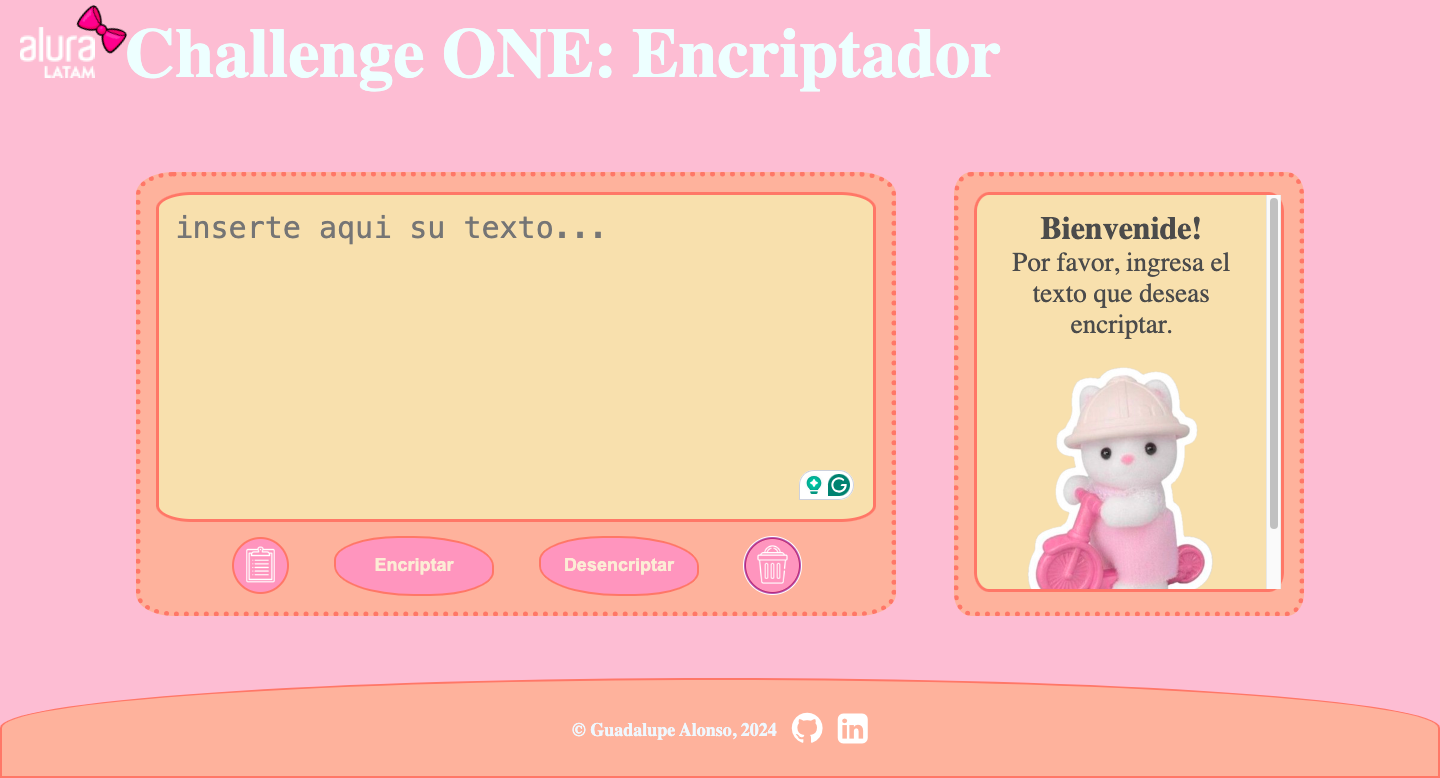 alura
LATAM
Challenge ONE: Encriptador
inserte aqui su texto...
Bienvenide!
Por favor, ingresa el
texto que deseas
encriptar.
Encriptar
Desencriptar
© Guadalupe Alonso, 2024
in